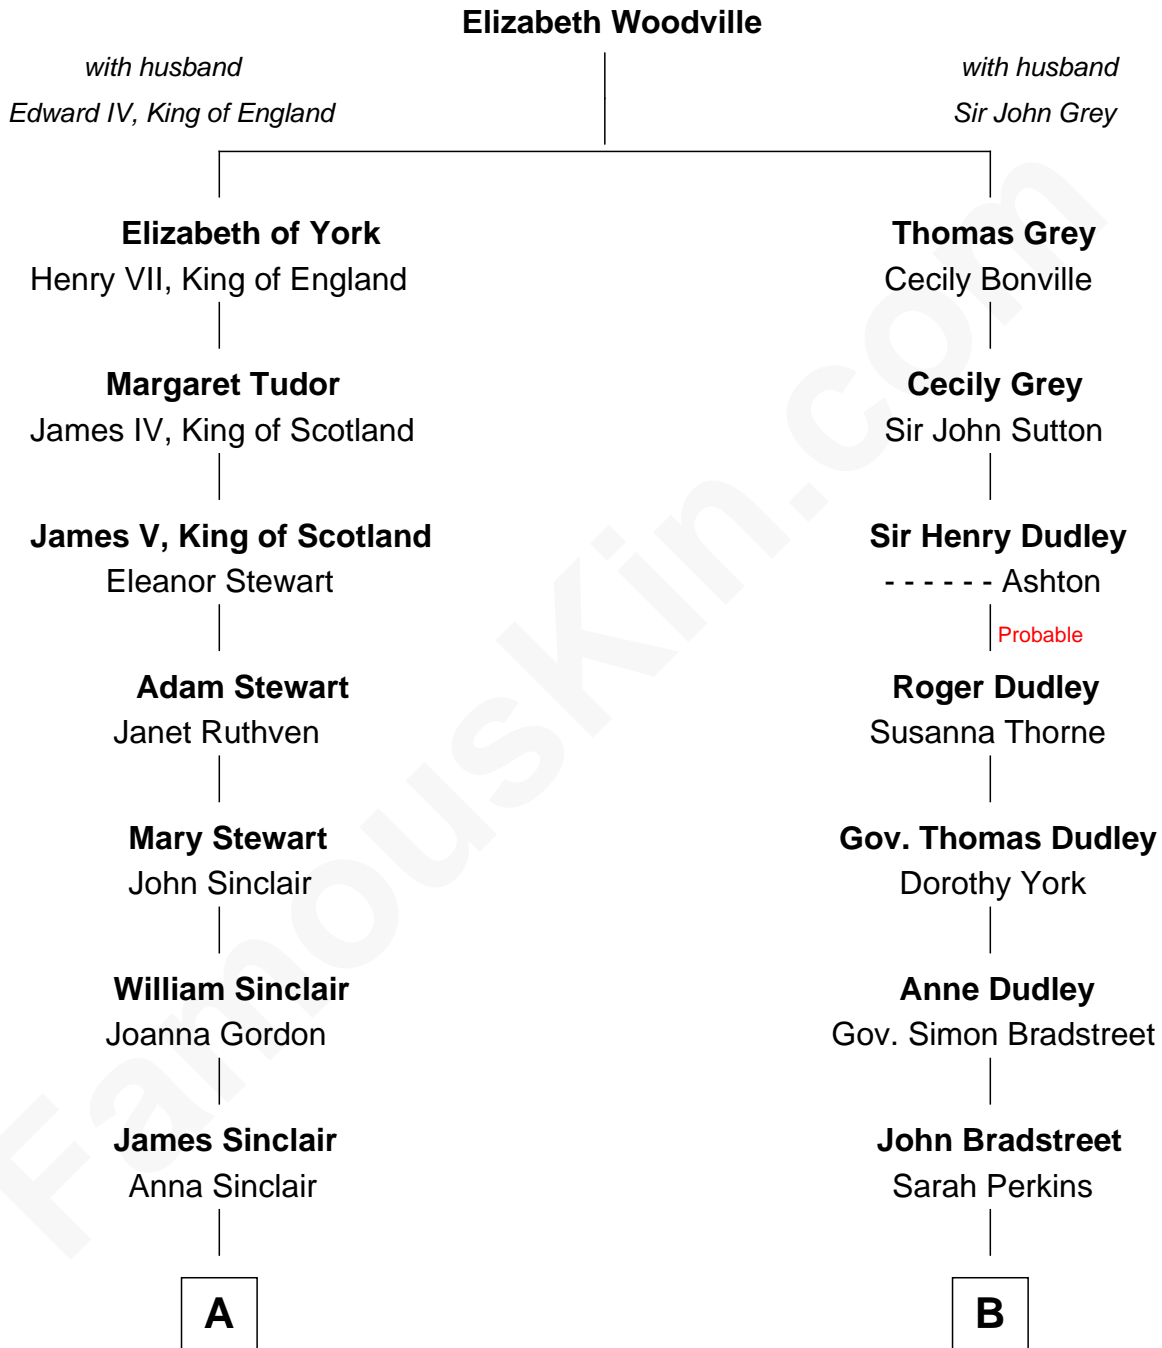 Elizabeth Woodville
with husband
Edward IV, King of England
with husband
Sir John Grey
Elizabeth of York
Henry VII, King of England
Thomas Grey
Cecily Bonville
Margaret Tudor
James IV, King of Scotland
Cecily Grey
Sir John Sutton
James V, King of Scotland
Eleanor Stewart
Sir Henry Dudley
- - - - - - Ashton
Probable
Adam Stewart
Janet Ruthven
Roger Dudley
Susanna Thorne
Mary Stewart
John Sinclair
Gov. Thomas Dudley
Dorothy York
William Sinclair
Joanna Gordon
Anne Dudley
Gov. Simon Bradstreet
James Sinclair
Anna Sinclair
John Bradstreet
Sarah Perkins
A
B
FamousKin.com